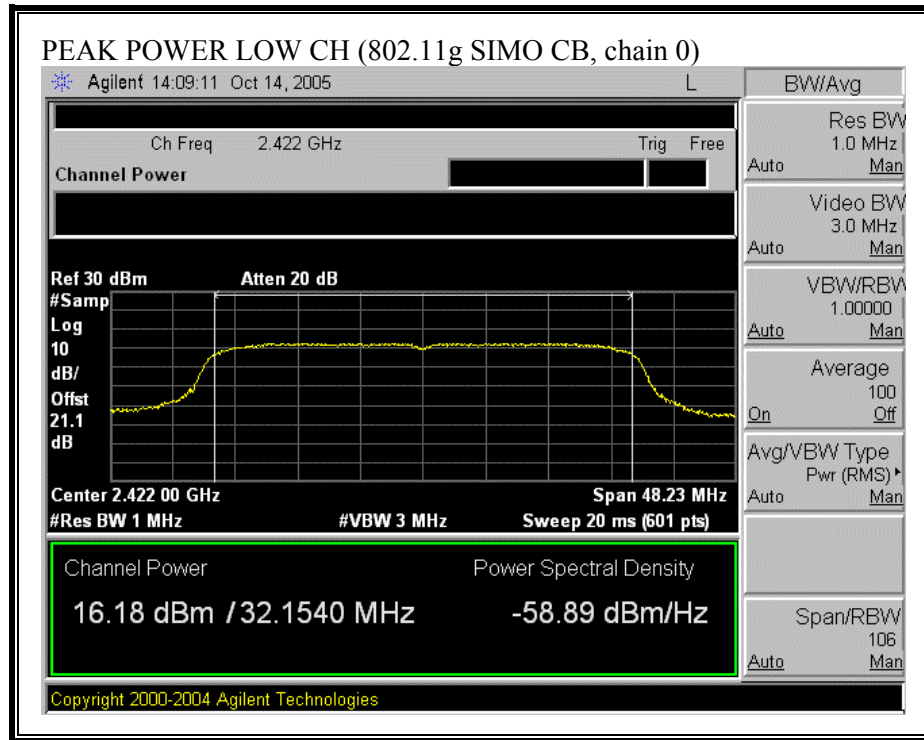 PEAK POWER LOW CH (802.11g SIMO CB, chain 0)
Agilent 14:09:11 Oct 14, 2005 L
BW/Avg
Ch Freq 2.422 GHz Trig Free
Channel Power
Ref 30 dBm Atten 20 dB
#Samp
Log
10
dB/
Offst
21.1
dB
Center 2.422 00 GHz Span 48.23 MHz
#Res BW 1 MHz #VBW 3 MHz Sweep 20 ms (601 pts)
Channel Power Power Spectral Density
16.18 dBm / 32.1540 MHz -58.89 dBm/Hz
Copyright 2000-2004 Agilent Technologies
Res BW
1.0 MHz
Auto Man
Video BW
3.0 MHz
Auto Man
VBW/RBW
1.00000
Auto Man
Average
100
On Off
Avg/VBW Type
Pwr (RMS)
Auto Man
Span/RBW
106
Auto Man